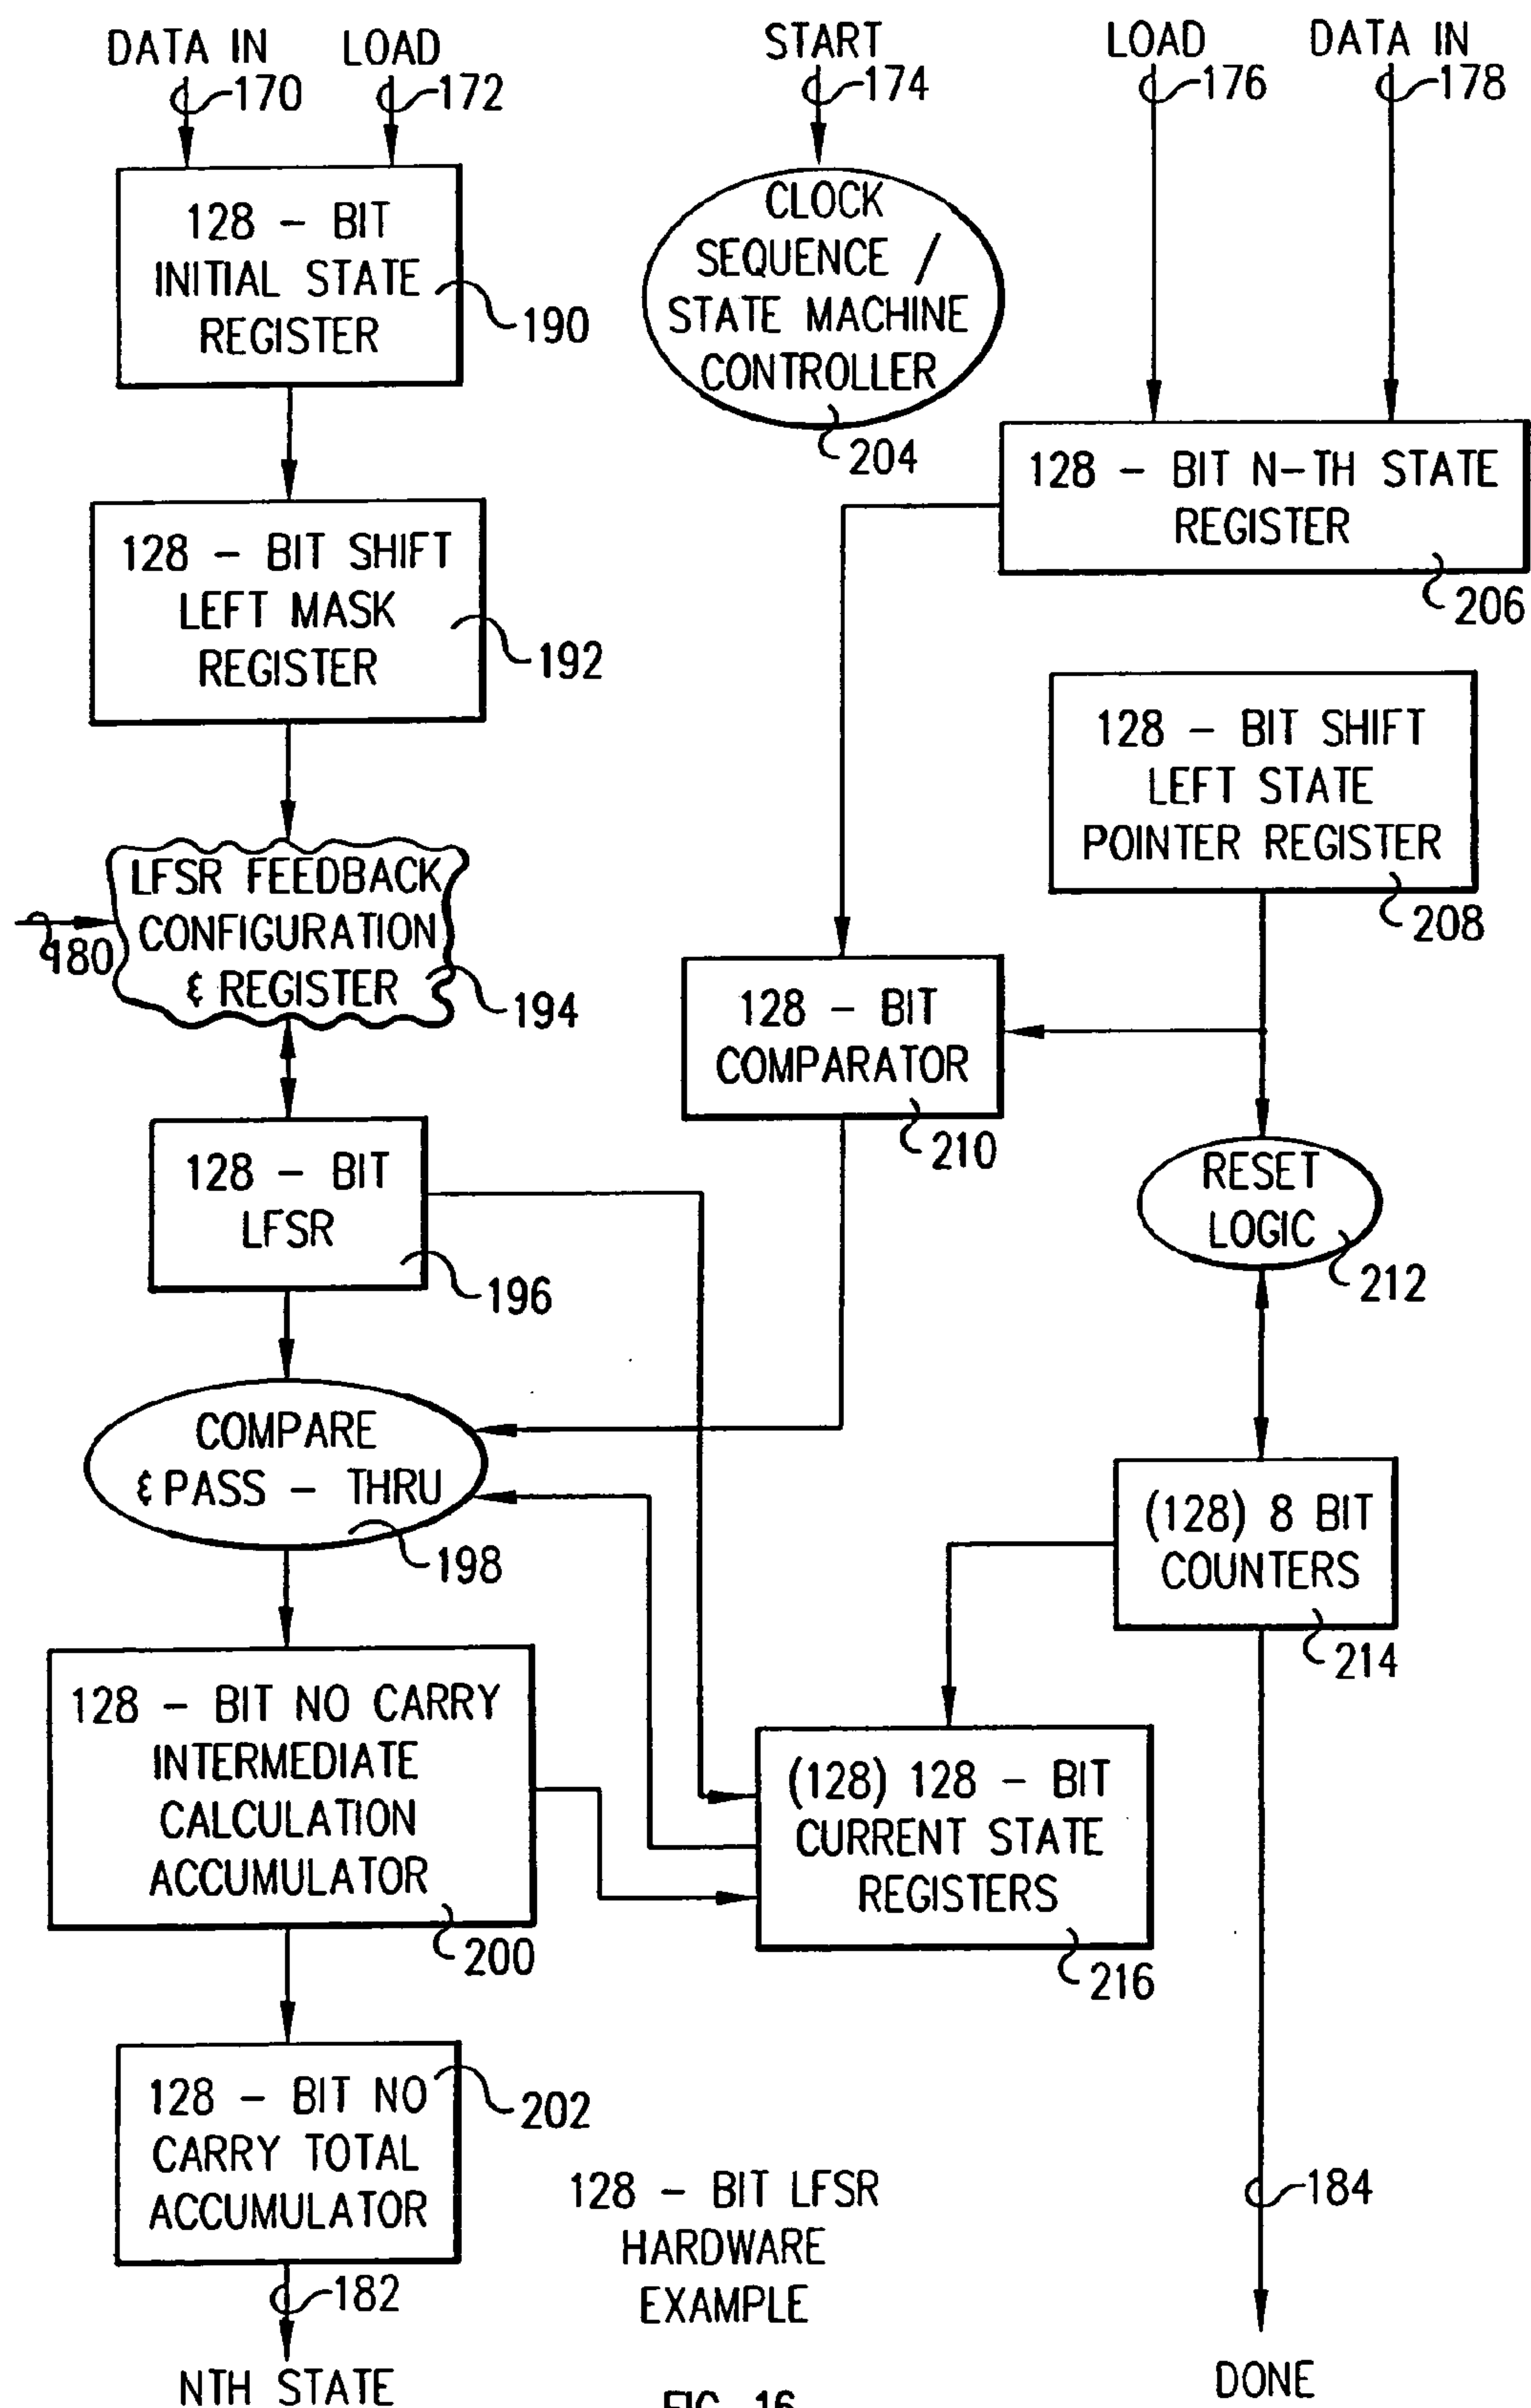 DATA IN
LOAD
START
LOAD
DATA IN
170
172
174
176
178
128 - BIT
INITIAL STATE
REGISTER
190
CLOCK
SEQUENCE /
STATE MACHINE
CONTROLLER
204
128 - BIT N-TH STATE
REGISTER
206
128 - BIT SHIFT
LEFT MASK
REGISTER
192
128 - BIT SHIFT
LEFT STATE
POINTER REGISTER
208
LFSR FEEDBACK
CONFIGURATION
& REGISTER
180
194
128 - BIT
COMPARATOR
210
128 - BIT
LFSR
196
RESET
LOGIC
212
COMPARE
& PASS - THRU
198
(128) 8 BIT
COUNTERS
214
128 - BIT NO CARRY
INTERMEDIATE
CALCULATION
ACCUMULATOR
200
(128) 128 - BIT
CURRENT STATE
REGISTERS
216
128 - BIT NO
CARRY TOTAL
ACCUMULATOR
202
182
NTH STATE
128 - BIT LFSR
HARDWARE
EXAMPLE
184
DONE
FIG. 16